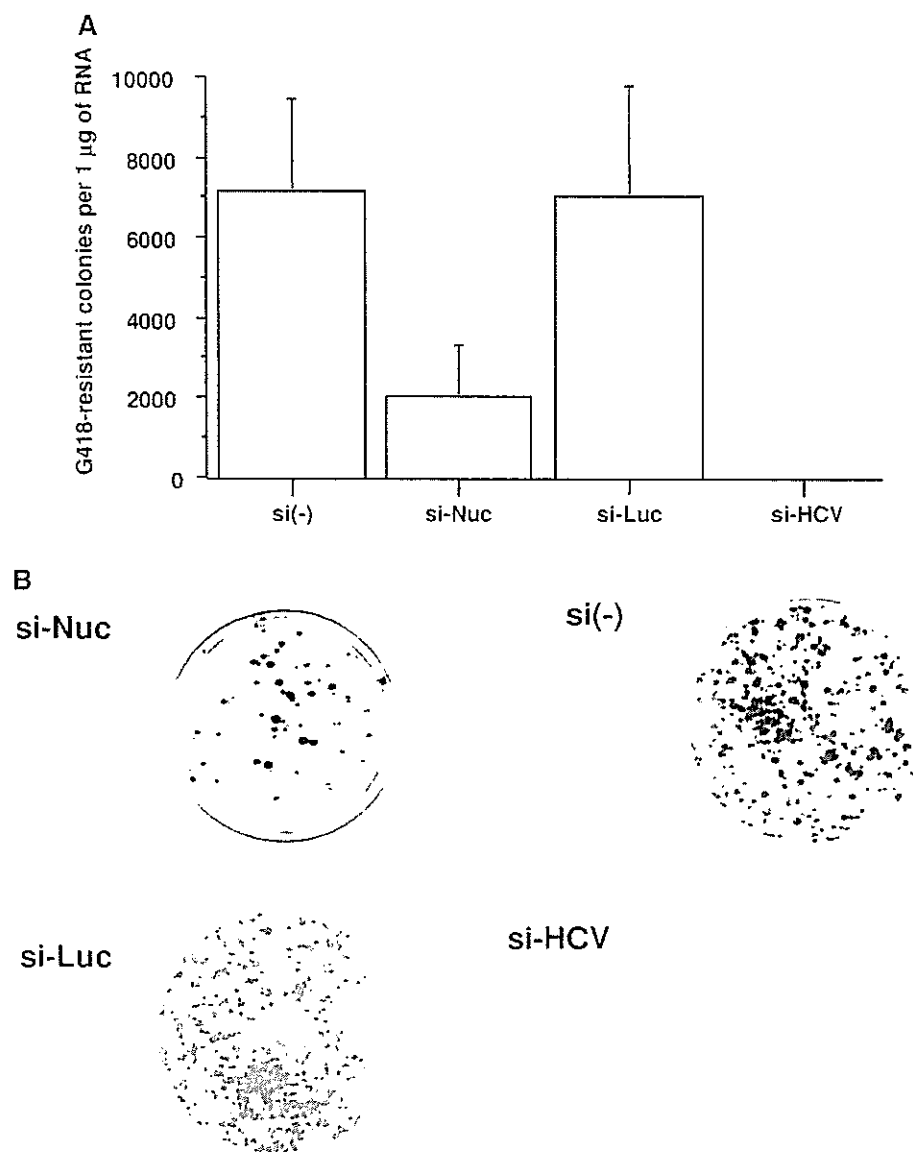 A
G418-resistant colonies per 1 µg of RNA
10000
8000
6000
4000
2000
0
si(-)
si-Nuc
si-Luc
si-HCV
B
si-Nuc
si(-)
si-Luc
si-HCV